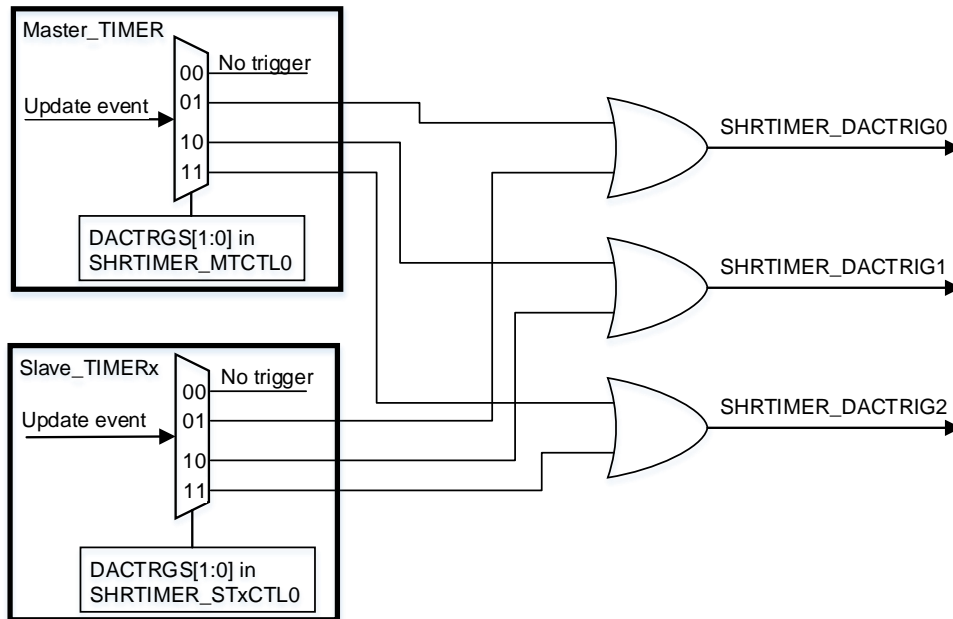 Master_TIMER
No trigger
00
Update event
01
10
11
DACTRGS[1:0] in
SHRTIMER_MTCTL0
SHRTIMER_DACTRIG0
SHRTIMER_DACTRIG1
Slave_TIMERx
No trigger
00
Update event
01
10
11
DACTRGS[1:0] in
SHRTIMER_STxCTL0
SHRTIMER_DACTRIG2